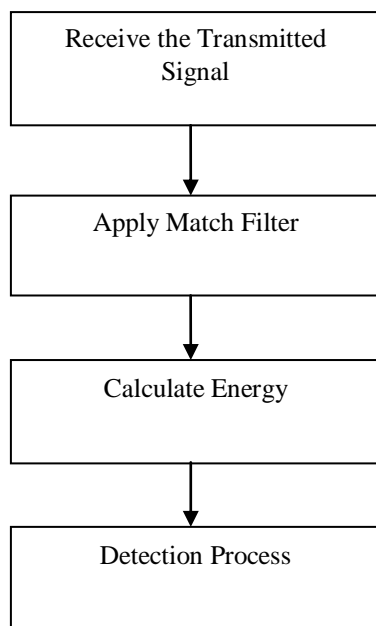 Receive the Transmitted
Signal
Apply Match Filter
Calculate Energy
Detection Process